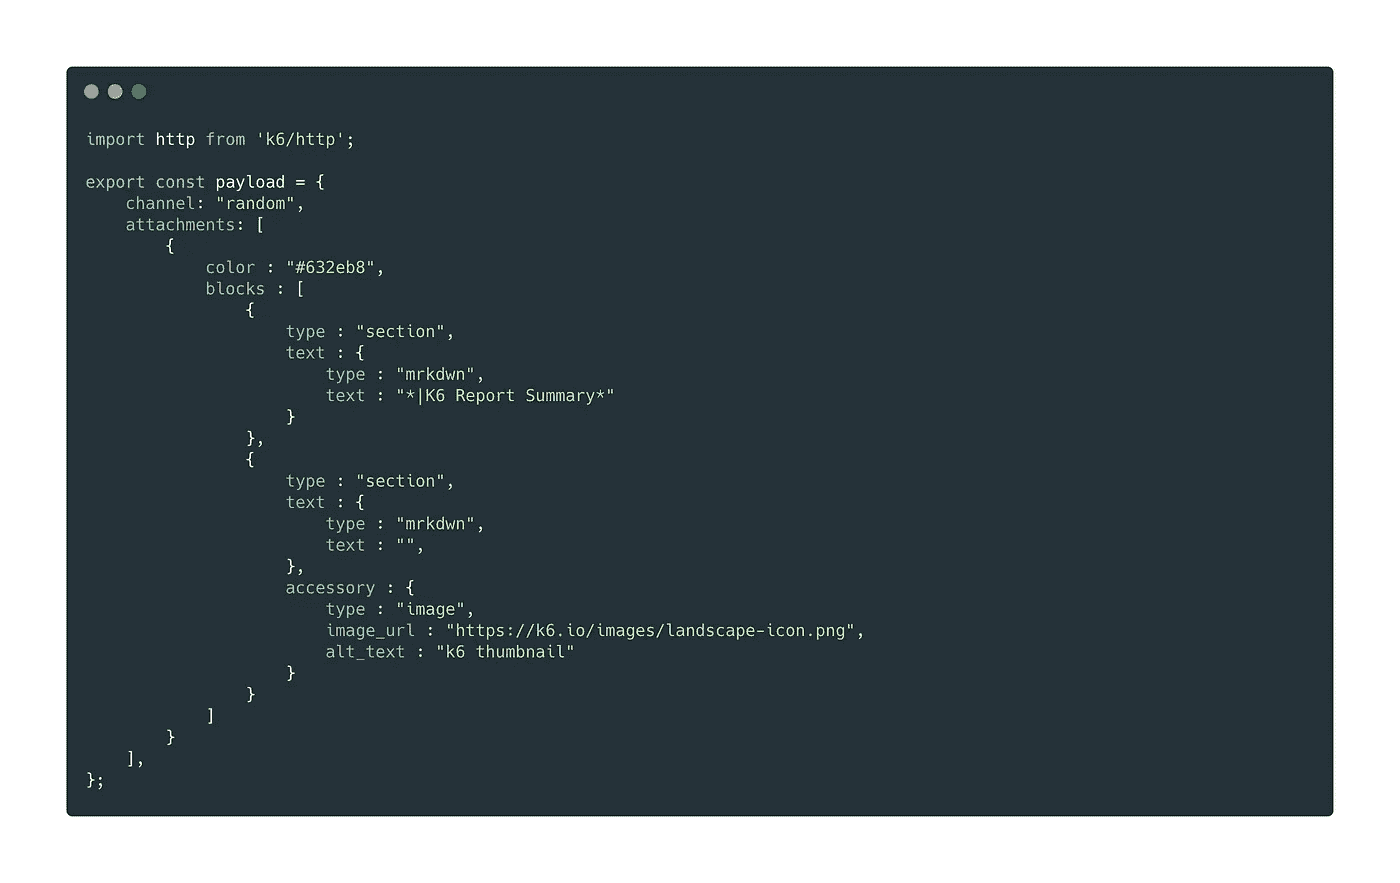 import http from 'k6/http';
export const payload = {
    channel: "random",
    attachments: [
        {
            color : "#632eb8",
            blocks : [
                {
                    type : "section",
                    text : {
                        type : "mrkdwn",
                        text : "*|K6 Report Summary*"
                    }
                },
                {
                    type : "section",
                    text : {
                        type : "mrkdwn",
                        text : "",
                    },
                    accessory : {
                        type : "image",
                        image_url : "https://k6.io/images/landscape-icon.png",
                        alt_text : "k6 thumbnail"
                    }
                }
            ]
        }
    ],
};